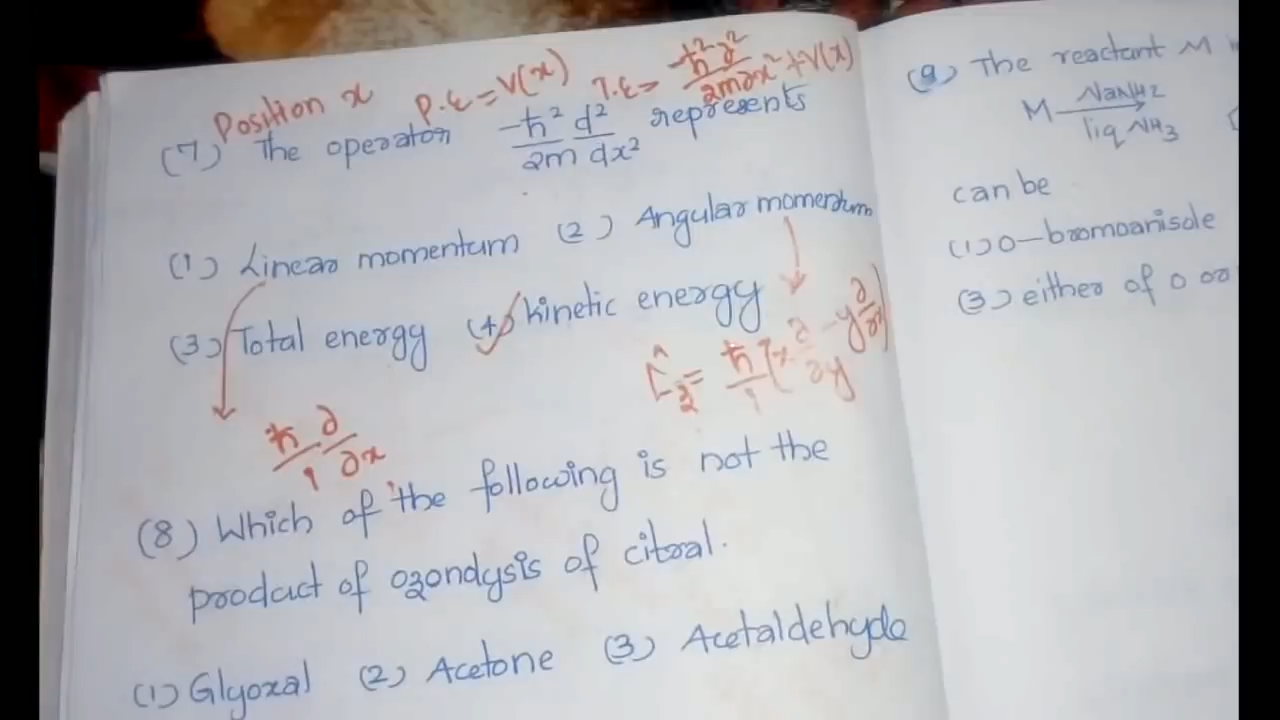 Position x P.E = V(x) T.E = -ħ²∂²/2m∂x² + V(x)
(7) The operator -ħ²/2m d²/dx² represents
(1) Linear momentum (2) Angular momentum
(3) Total energy (4) Kinetic energy
L̂z = ħ/i [x ∂/∂y - y ∂/∂x]
ħ/i ∂/∂x
(8) Which of the following is not the
product of ozonolysis of citral.
(1) Glyoxal (2) Acetone (3) Acetaldehyde
(9) The reactant M
M NaNH2
liq NH3
can be
(1) o-bromoanisole
(3) either of o or